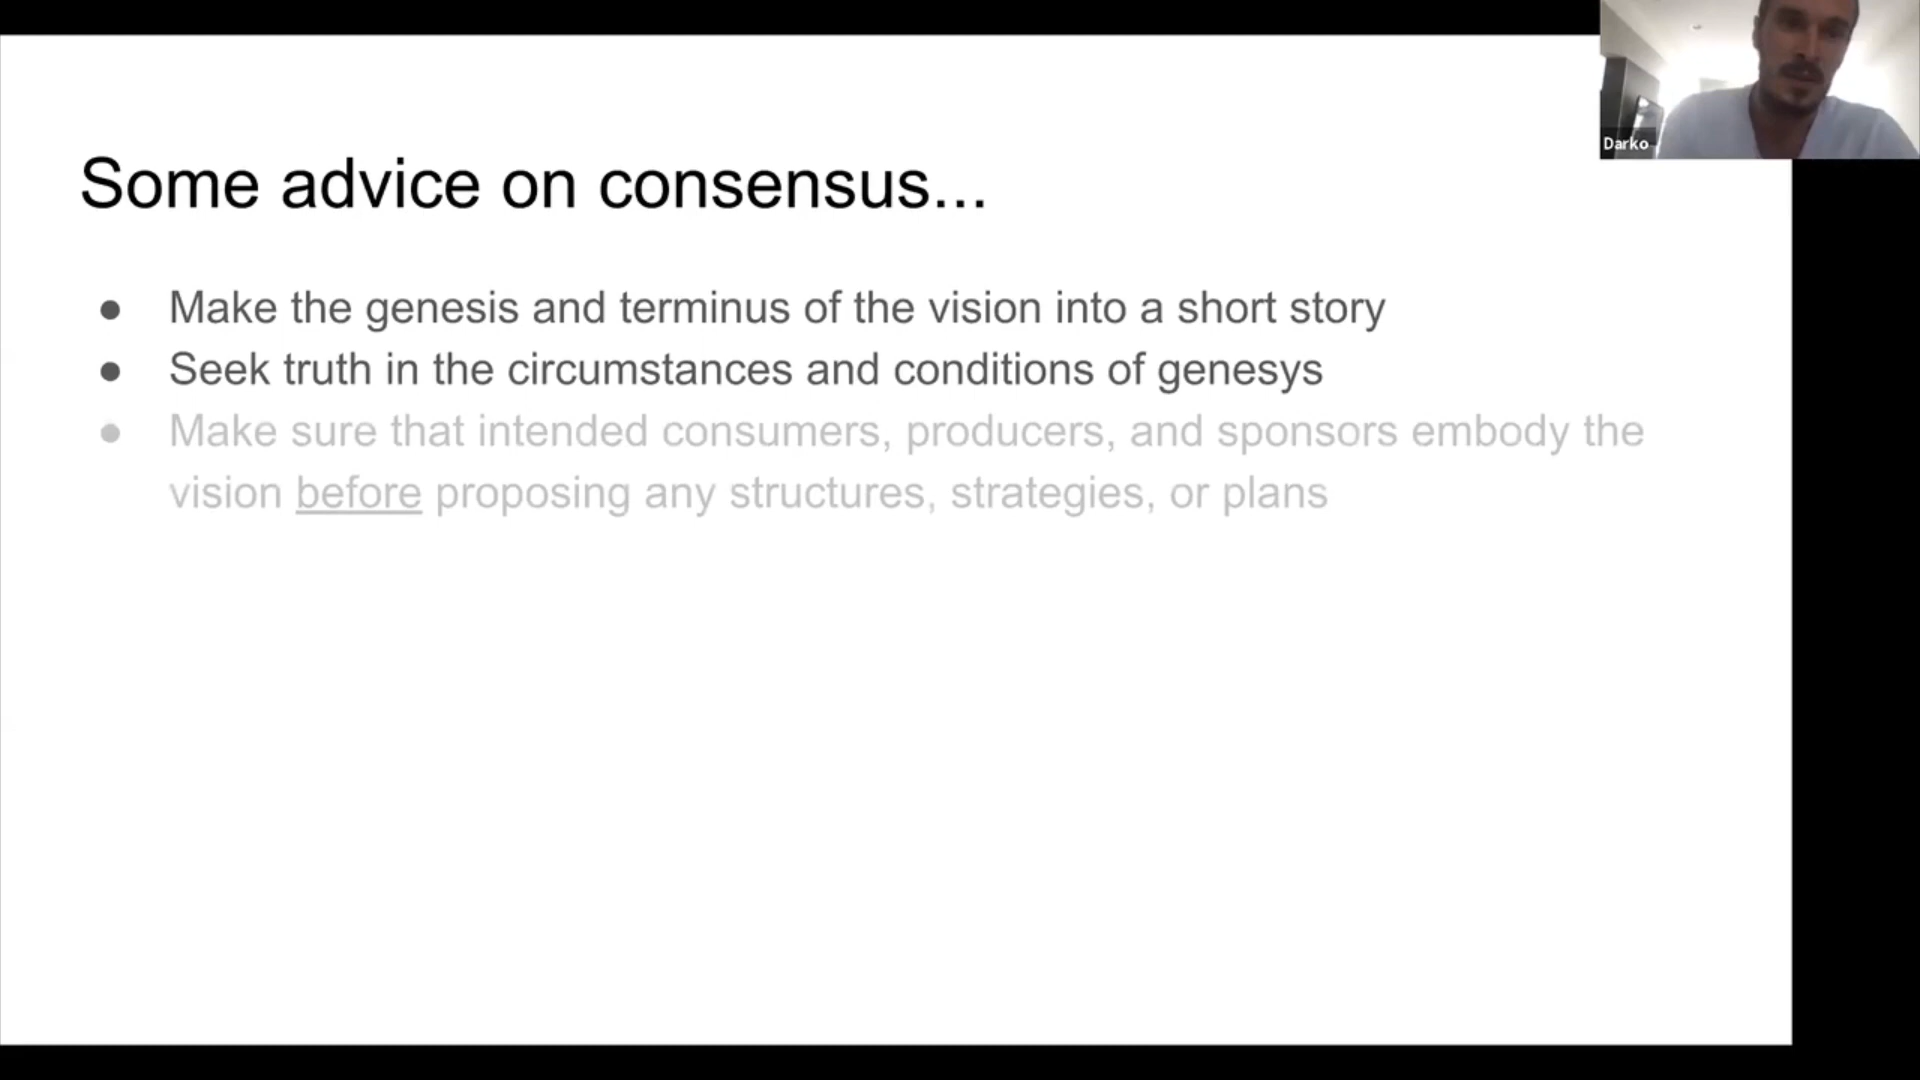 Darko
Some advice on consensus...
● Make the genesis and terminus of the vision into a short story
● Seek truth in the circumstances and conditions of genesys
● Make sure that intended consumers, producers, and sponsors embody the
vision before proposing any structures, strategies, or plans